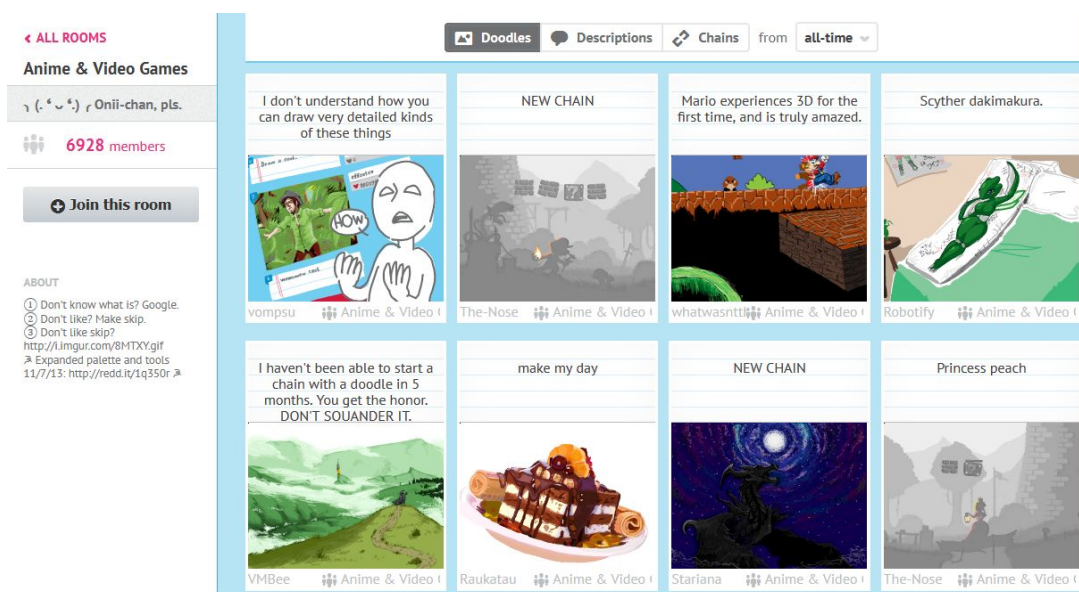 ALL ROOMS
Anime & Video Games
Onii-chan, pls.
6928 members
Join this room
ABOUT
① Don't know what is? Google.
② Don't like? Make skip.
③ Don't like skip?
http://i.imgur.com/8MTXY.gif
Expanded palette and tools
11/7/13: http://redd.it/1q350r
Doodles Descriptions Chains from all-time
I don't understand how you
can draw very detailed kinds
of these things
HOW
vompsu Anime & Video
NEW CHAIN
The-Nose Anime & Video
Mario experiences 3D for the
first time, and is truly amazed.
whatwasntth Anime & Video
Scyther dakimakura.
Robotify Anime & Video
I haven't been able to start a
chain with a doodle in 5
months. You get the honor.
DON'T SQUANDER IT.
VMBee Anime & Video
make my day
Raukatau Anime & Video
NEW CHAIN
Stariana Anime & Video
Princess peach
The-Nose Anime & Video